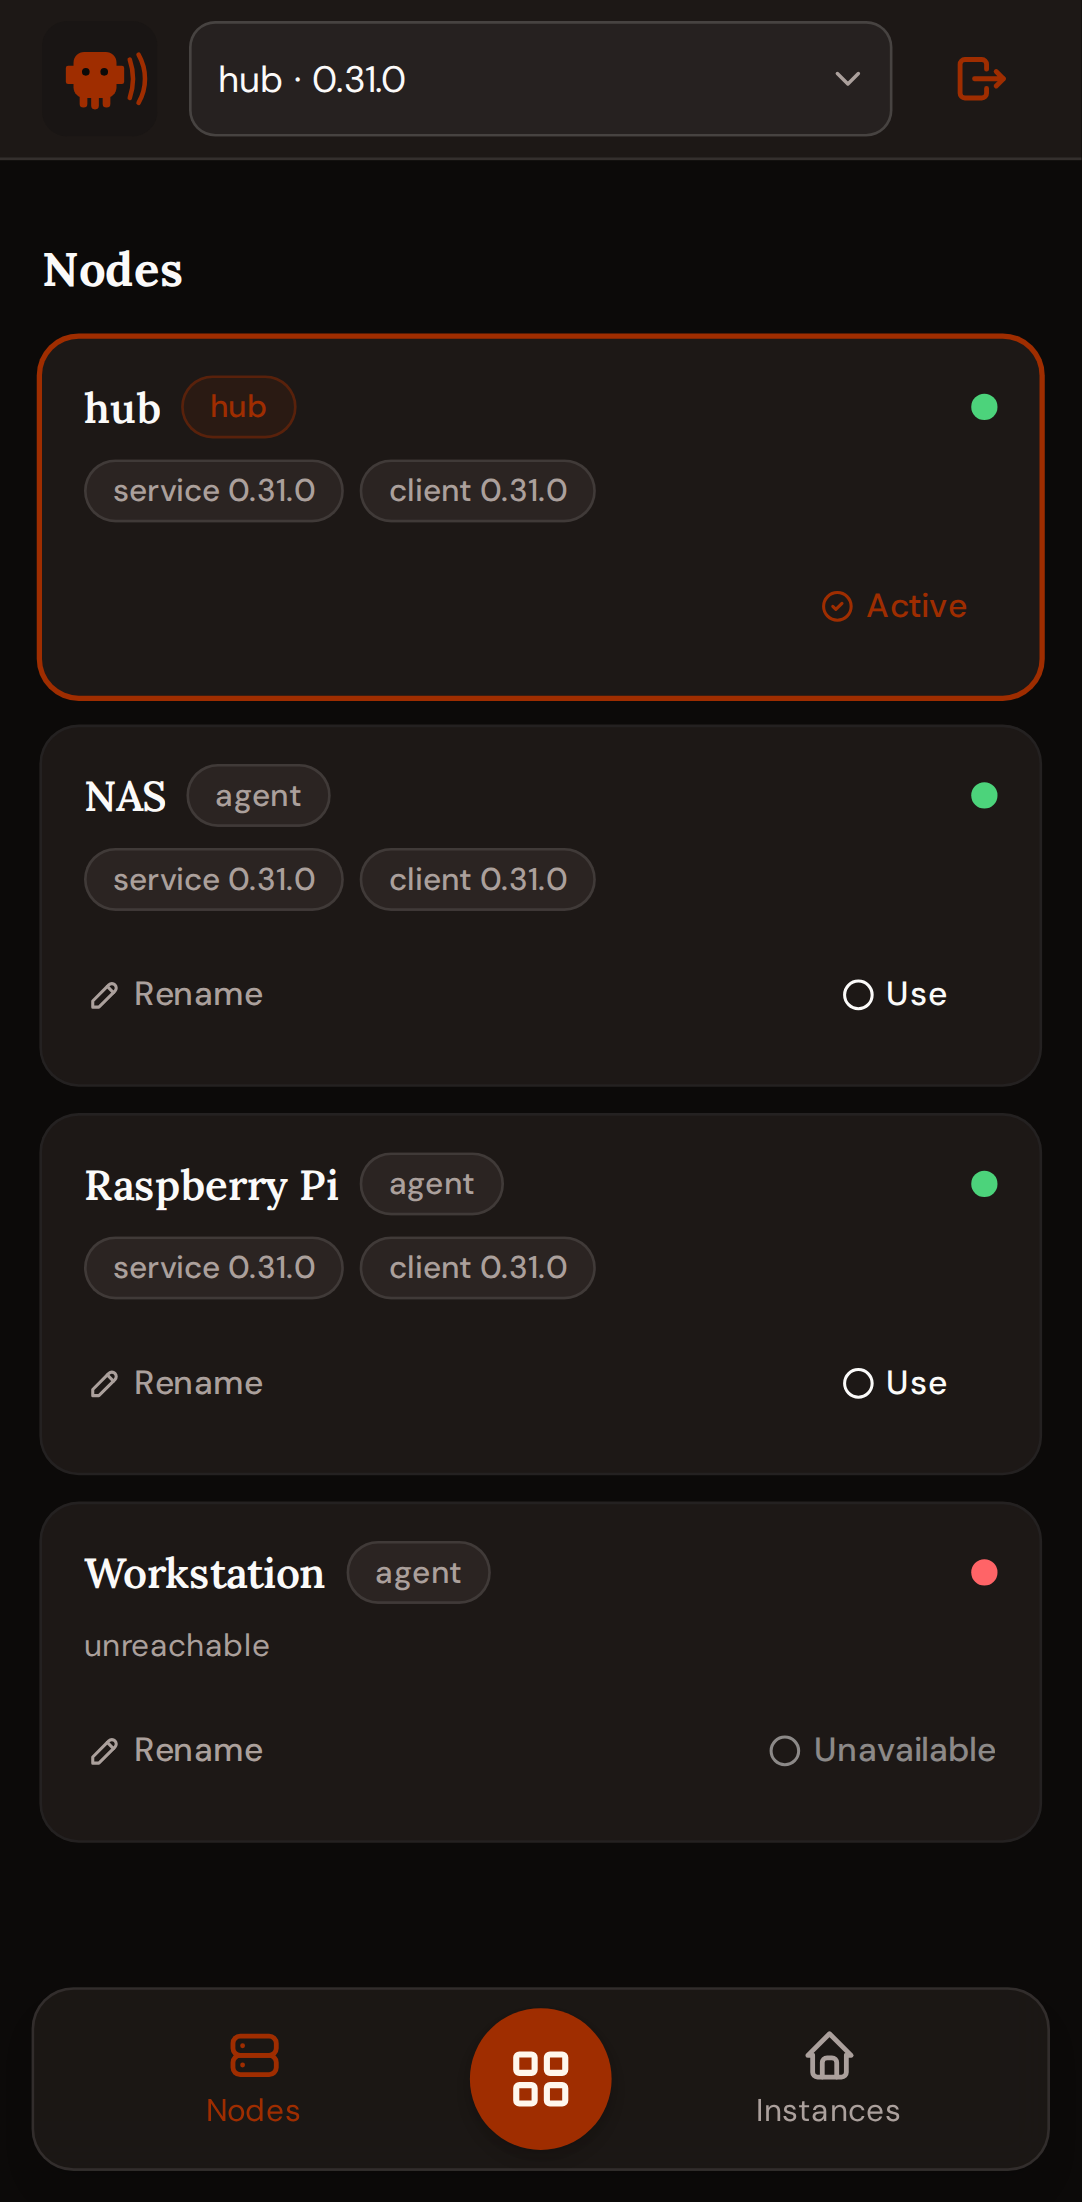 hub · 0.31.0
Nodes
hub hub
service 0.31.0 client 0.31.0
Active
NAS agent
service 0.31.0 client 0.31.0
Rename Use
Raspberry Pi agent
service 0.31.0 client 0.31.0
Rename Use
Workstation agent
unreachable
Rename Unavailable
Nodes Instances